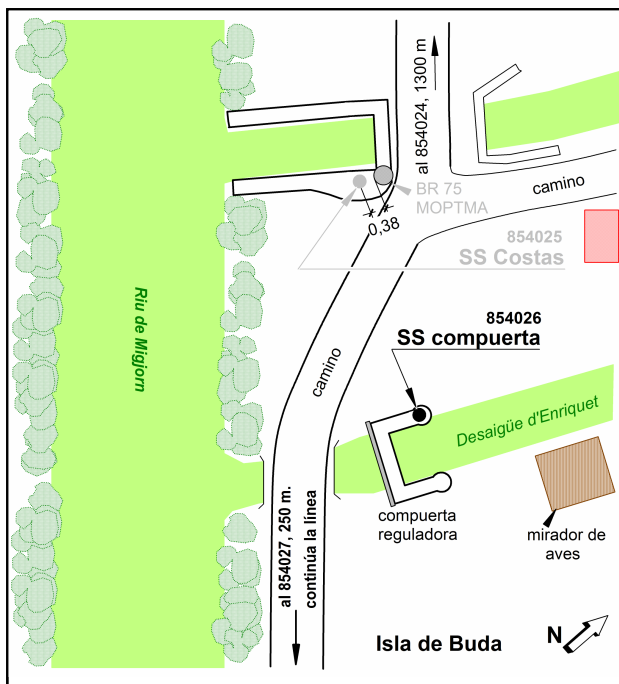 al 854024, 1300 m
camino
BR 75
MOPTMA
0,38
854025
SS Costas
Riu de Migjorn
854026
SS compuerta
camino
Desaigüe d'Enriquet
compuerta
reguladora
mirador de
aves
al 854027, 250 m.
continúa la línea
Isla de Buda
N